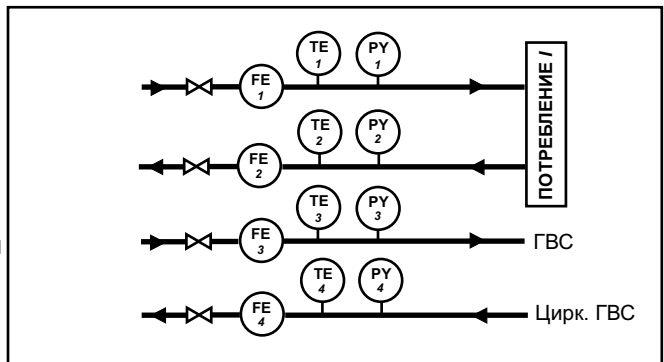 TE 1 PY 1
FE 1
TE 2 PY 2
FE 2
ПОТРЕБЛЕНИЕ /
TE 3 PY 3
FE 3
ГВС
TE 4 PY 4
FE 4
Цирк. ГВС